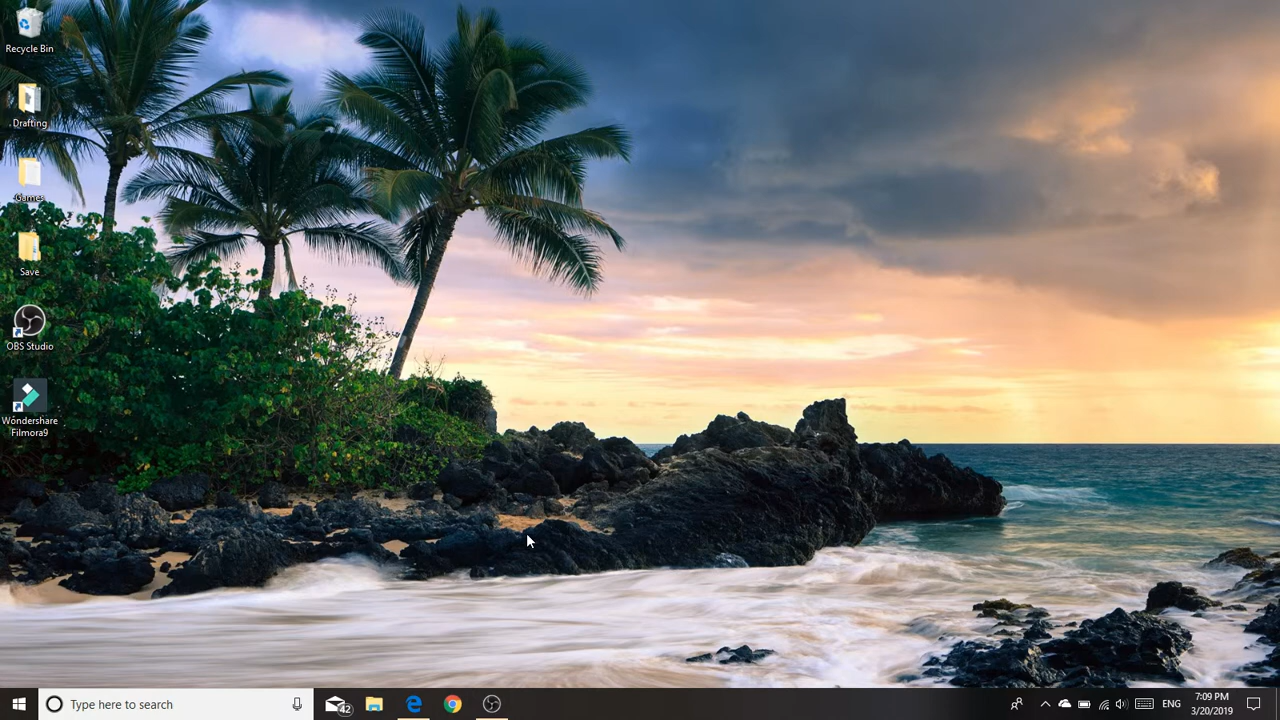 Recycle Bin
Drafting
Games
Save
OBS Studio
Wondershare
Filmora9
Type here to search
42
ENG
7:09 PM
3/20/2019